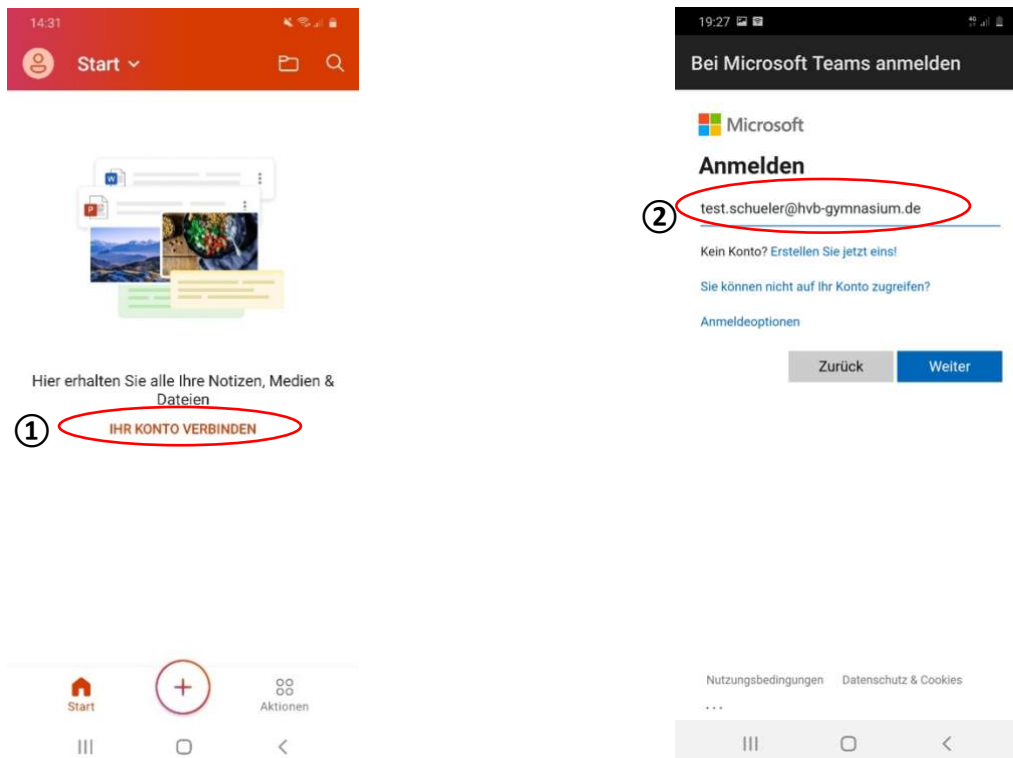 14:31
Start
Hier erhalten Sie alle Ihre Notizen, Medien &
Dateien
① IHR KONTO VERBINDEN
Start
Aktionen
19:27
Bei Microsoft Teams anmelden
Microsoft
Anmelden
② test.schueler@hvb-gymnasium.de
Kein Konto? Erstellen Sie jetzt eins!
Sie können nicht auf Ihr Konto zugreifen?
Anmeldeoptionen
Zurück Weiter
Nutzungsbedingungen Datenschutz & Cookies
...